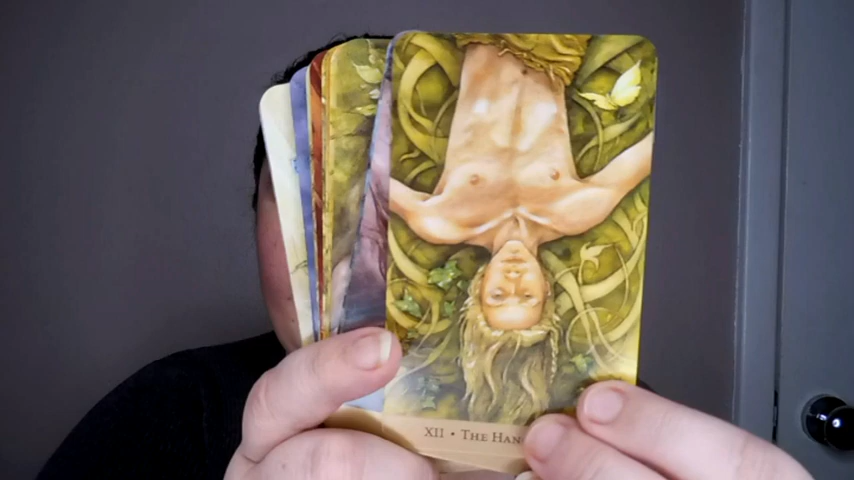 XII • THE HAN